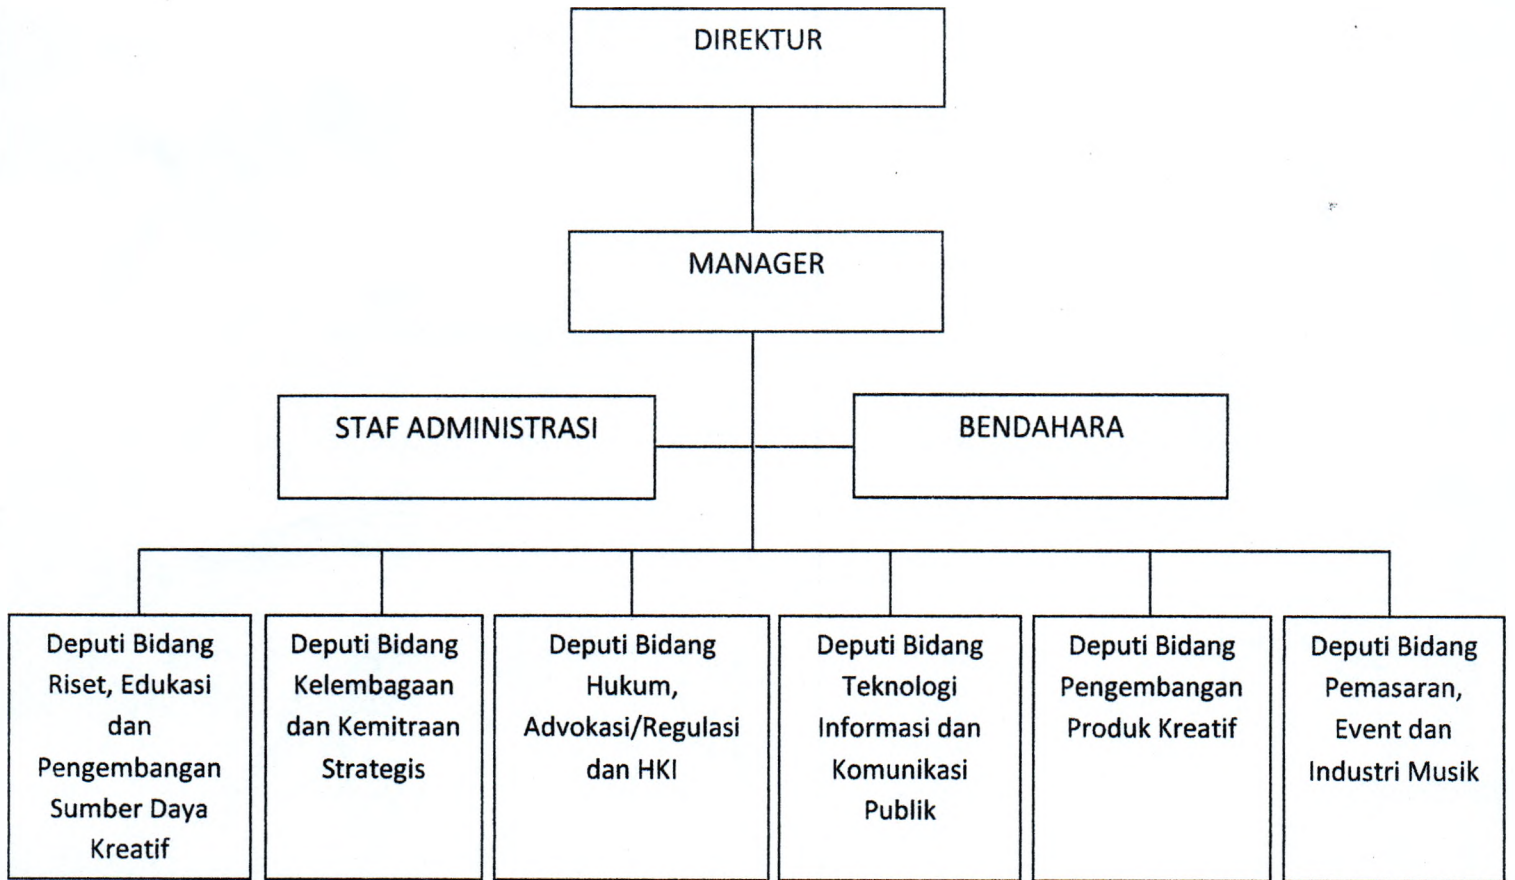 DIREKTUR
MANAGER
STAF ADMINISTRASI
BENDAHARA
Deputi Bidang
Riset, Edukasi
dan
Pengembangan
Sumber Daya
Kreatif
Deputi Bidang
Kelembagaan
dan Kemitraan
Strategis
Deputi Bidang
Hukum,
Advokasi/Regulasi
dan HKI
Deputi Bidang
Teknologi
Informasi dan
Komunikasi
Publik
Deputi Bidang
Pengembangan
Produk Kreatif
Deputi Bidang
Pemasaran,
Event dan
Industri Musik